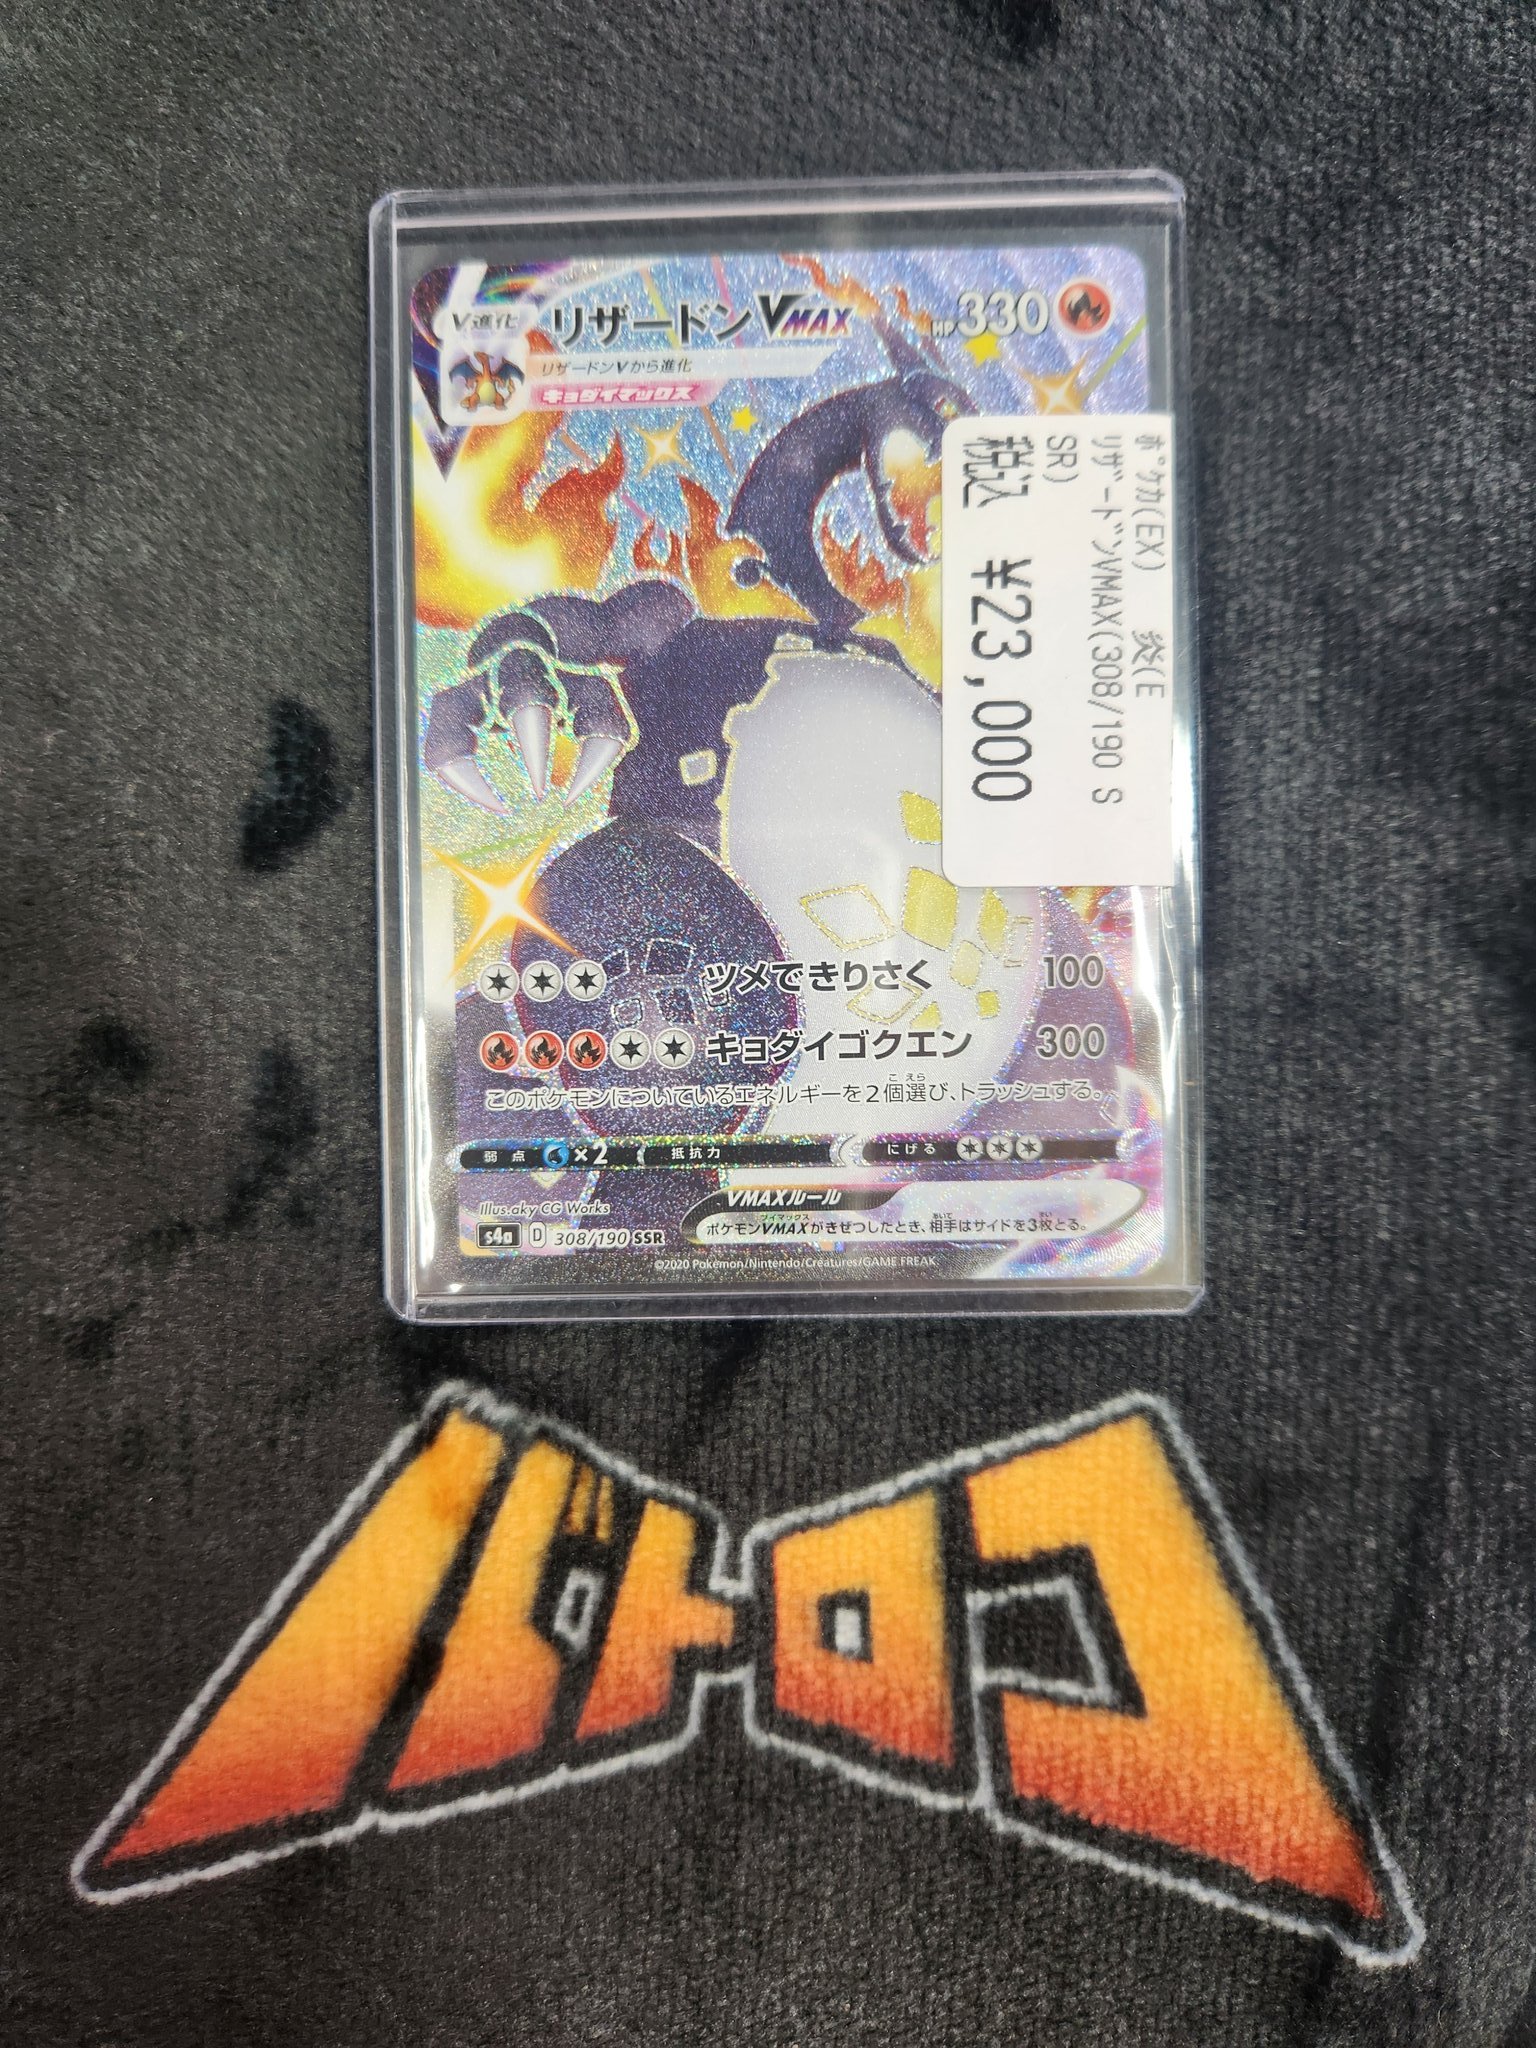 V進化
リザードンVMAX
HP330
リザードンVから進化
キョダイマックス
ポケカ(EX) 炎(E
リザードンVMAX(308/190 S
SR)
税込 ¥23,000
ツメできりさく 100
キョダイゴクエン 300
このポケモンについているエネルギーを2個選び、トラッシュする。
弱点 ×2 抵抗力 にげる
VMAXルール
ポケモンVMAXがきぜつしたとき、相手はサイドを3枚とる。
Illus.aky CG Works
s4a D 308/190 SSR
©2020 Pokémon/Nintendo/Creatures/GAME FREAK